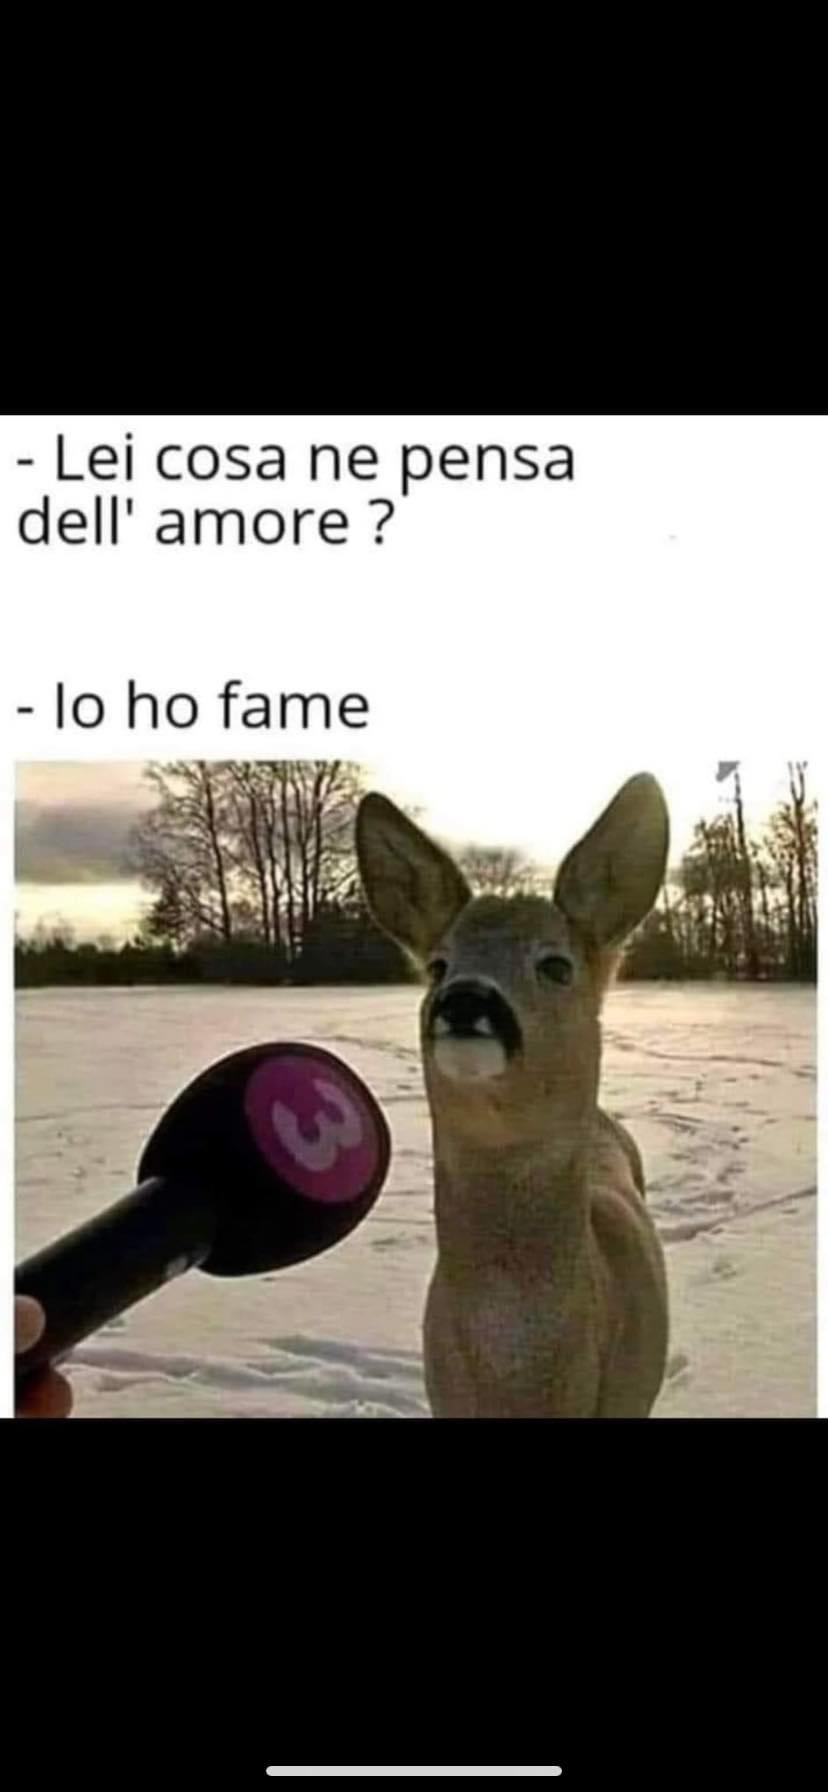 - Lei cosa ne pensa
dell' amore ?
- Io ho fame
3